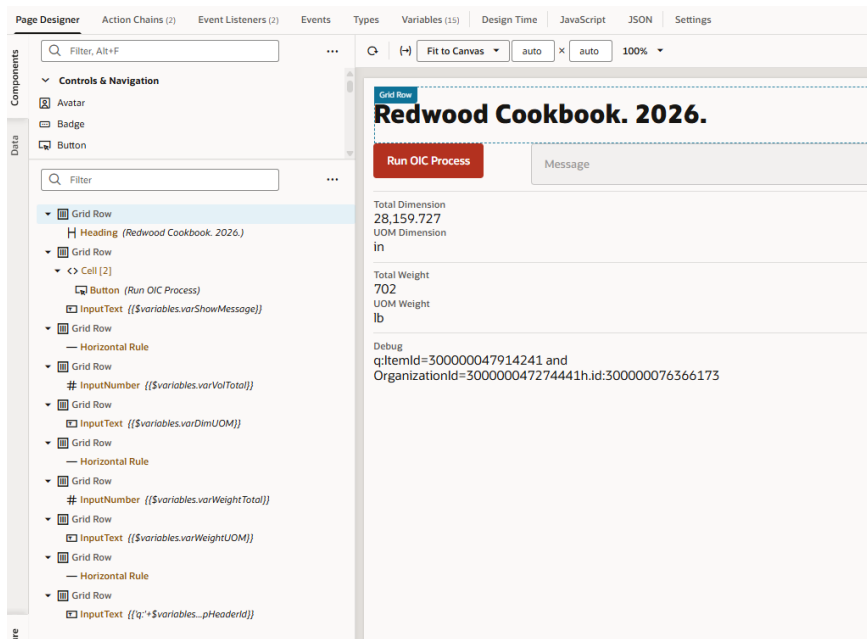 Page Designer Action Chains (2) Event Listeners (2) Events Types Variables (15) Design Time JavaScript JSON Settings
Components
Data
Filter, Alt+F
Controls & Navigation
Avatar
Badge
Button
Filter
Grid Row
Heading (Redwood Cookbook. 2026.)
Grid Row
<> Cell [2]
Button (Run OIC Process)
InputText {{$variables.varShowMessage}}
Grid Row
Horizontal Rule
Grid Row
# InputNumber {{$variables.varVolTotal}}
Grid Row
InputText {{$variables.varDimUOM}}
Grid Row
Horizontal Rule
Grid Row
# InputNumber {{$variables.varWeightTotal}}
Grid Row
InputText {{$variables.varWeightUOM}}
Grid Row
Horizontal Rule
Grid Row
InputText {{'q:'+$variables...pHeaderId}}
Fit to Canvas auto × auto 100%
Grid Row
Redwood Cookbook. 2026.
Run OIC Process
Message
Total Dimension
28,159.727
UOM Dimension
in
Total Weight
702
UOM Weight
lb
Debug
q:ItemId=300000047914241 and
OrganizationId=300000047274441h.id:300000076366173